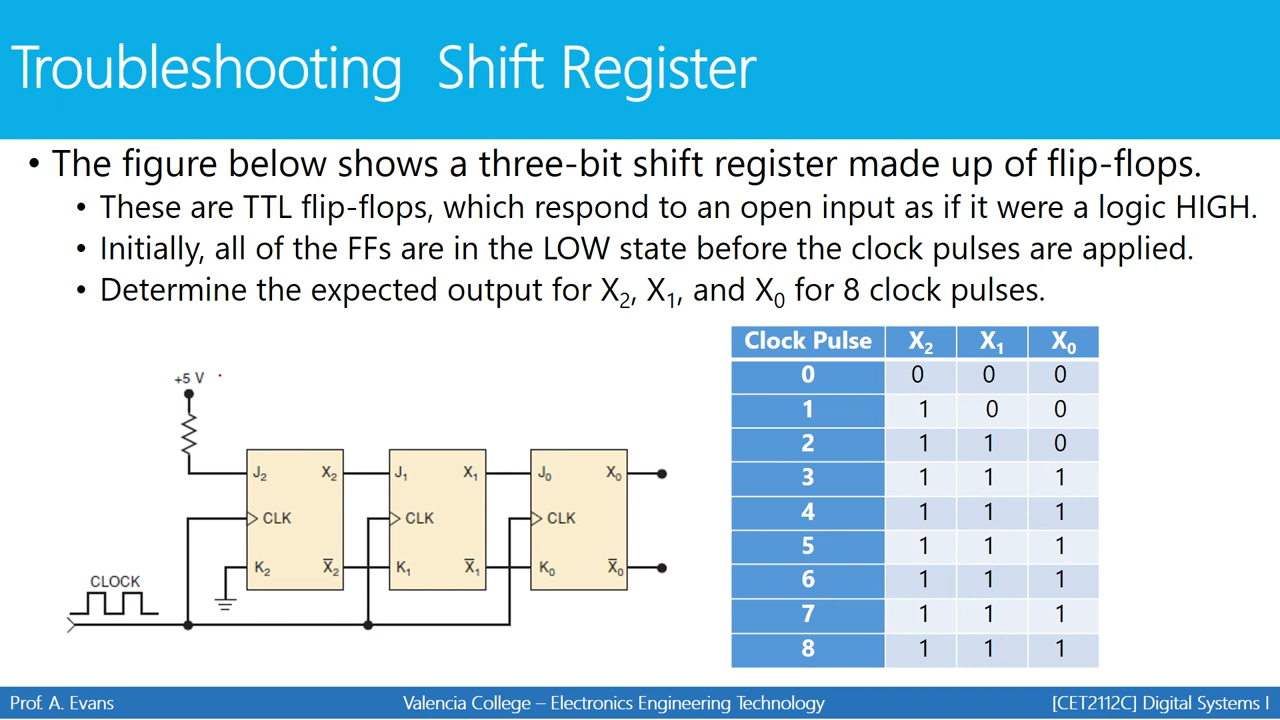 Troubleshooting Shift Register
• The figure below shows a three-bit shift register made up of flip-flops.
• These are TTL flip-flops, which respond to an open input as if it were a logic HIGH.
• Initially, all of the FFs are in the LOW state before the clock pulses are applied.
• Determine the expected output for X₂, X₁, and X₀ for 8 clock pulses.
Clock Pulse X₂ X₁ X₀
0 0 0 0
1 1 0 0
2 1 1 0
3 1 1 1
4 1 1 1
5 1 1 1
6 1 1 1
7 1 1 1
8 1 1 1
+5 V
J₂ X₂ J₁ X₁ J₀ X₀
CLK CLK CLK
K₂ X̅₂ K₁ X̅₁ K₀ X̅₀
CLOCK
Prof. A. Evans Valencia College – Electronics Engineering Technology [CET2112C] Digital Systems I